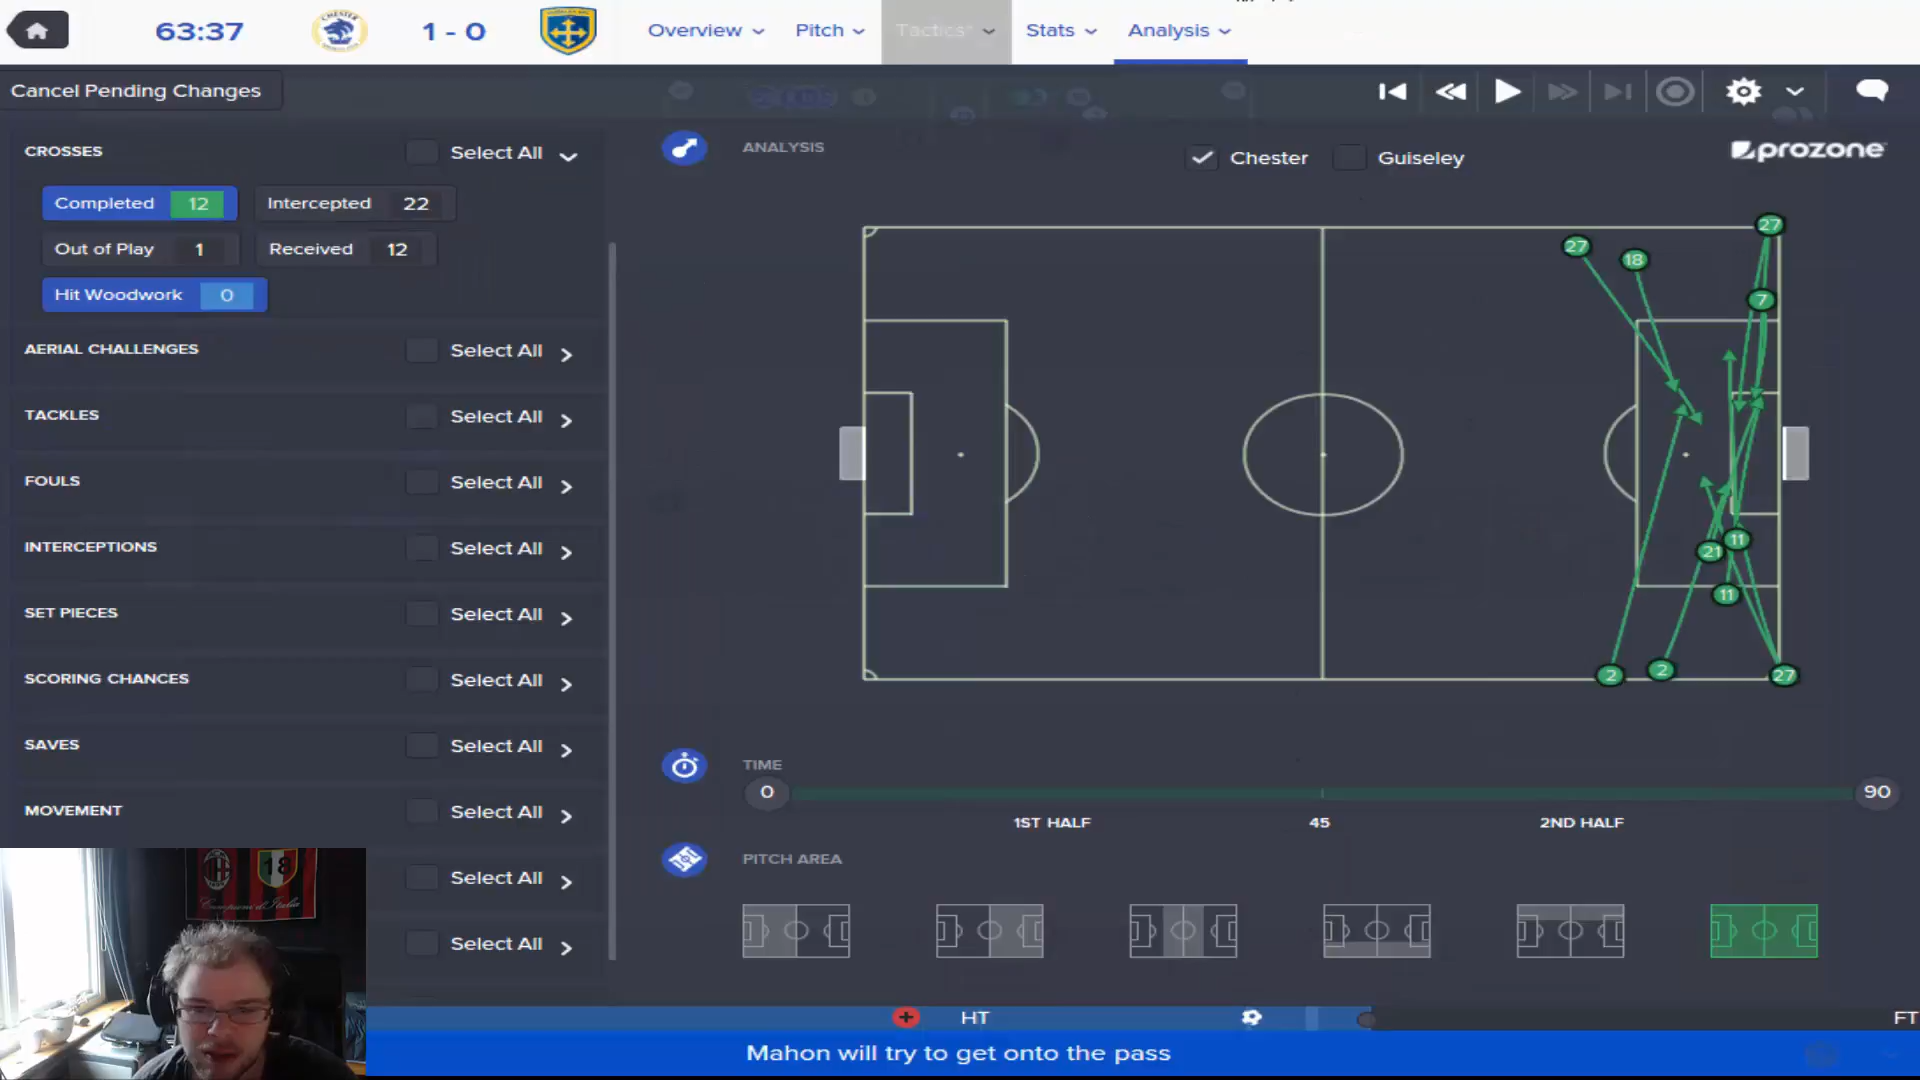 63:37
CHESTER
1 - 0
Overview
Pitch
Tactics*
Stats
Analysis
Cancel Pending Changes
CROSSES
Select All
Completed 12
Intercepted 22
Out of Play 1
Received 12
Hit Woodwork 0
AERIAL CHALLENGES
Select All
TACKLES
Select All
FOULS
Select All
INTERCEPTIONS
Select All
SET PIECES
Select All
SCORING CHANCES
Select All
SAVES
Select All
MOVEMENT
Select All
Select All
Select All
ANALYSIS
Chester
Guiseley
prozone
27
27
18
7
11
21
11
2
2
27
TIME
0
90
1ST HALF
45
2ND HALF
PITCH AREA
18
HT
FT
Mahon will try to get onto the pass